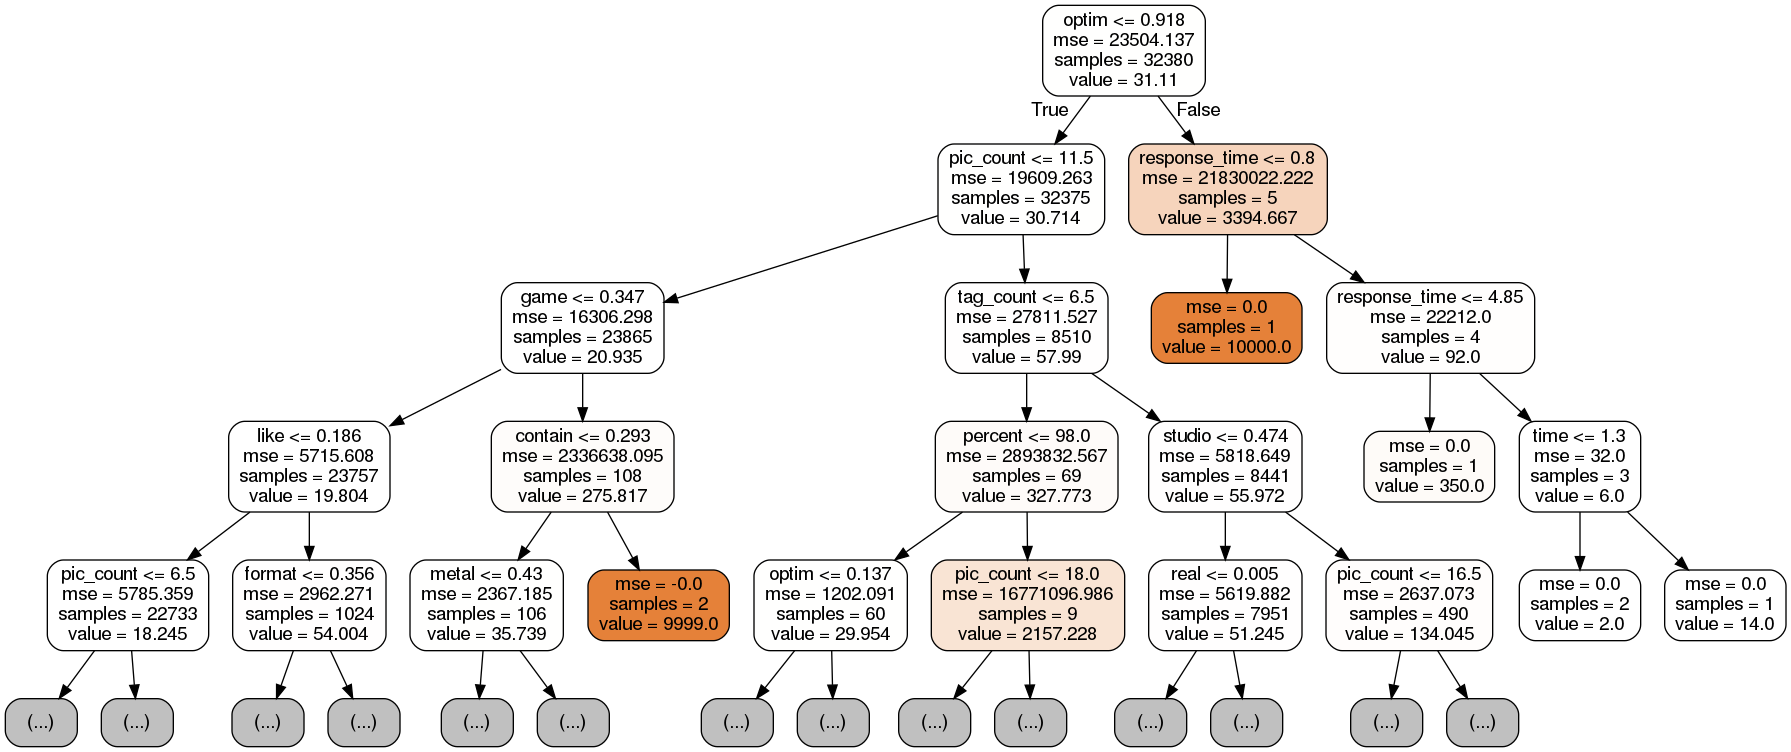 optim <= 0.918
mse = 23504.137
samples = 32380
value = 31.11
True
False
pic_count <= 11.5
mse = 19609.263
samples = 32375
value = 30.714
response_time <= 0.8
mse = 21830022.222
samples = 5
value = 3394.667
game <= 0.347
mse = 16306.298
samples = 23865
value = 20.935
tag_count <= 6.5
mse = 27811.527
samples = 8510
value = 57.99
mse = 0.0
samples = 1
value = 10000.0
response_time <= 4.85
mse = 22212.0
samples = 4
value = 92.0
like <= 0.186
mse = 5715.608
samples = 23757
value = 19.804
contain <= 0.293
mse = 2336638.095
samples = 108
value = 275.817
percent <= 98.0
mse = 2893832.567
samples = 69
value = 327.773
studio <= 0.474
mse = 5818.649
samples = 8441
value = 55.972
mse = 0.0
samples = 1
value = 350.0
time <= 1.3
mse = 32.0
samples = 3
value = 6.0
pic_count <= 6.5
mse = 5785.359
samples = 22733
value = 18.245
format <= 0.356
mse = 2962.271
samples = 1024
value = 54.004
metal <= 0.43
mse = 2367.185
samples = 106
value = 35.739
mse = -0.0
samples = 2
value = 9999.0
optim <= 0.137
mse = 1202.091
samples = 60
value = 29.954
pic_count <= 18.0
mse = 16771096.986
samples = 9
value = 2157.228
real <= 0.005
mse = 5619.882
samples = 7951
value = 51.245
pic_count <= 16.5
mse = 2637.073
samples = 490
value = 134.045
mse = 0.0
samples = 2
value = 2.0
mse = 0.0
samples = 1
value = 14.0
(...)
(...)
(...)
(...)
(...)
(...)
(...)
(...)
(...)
(...)
(...)
(...)
(...)
(...)